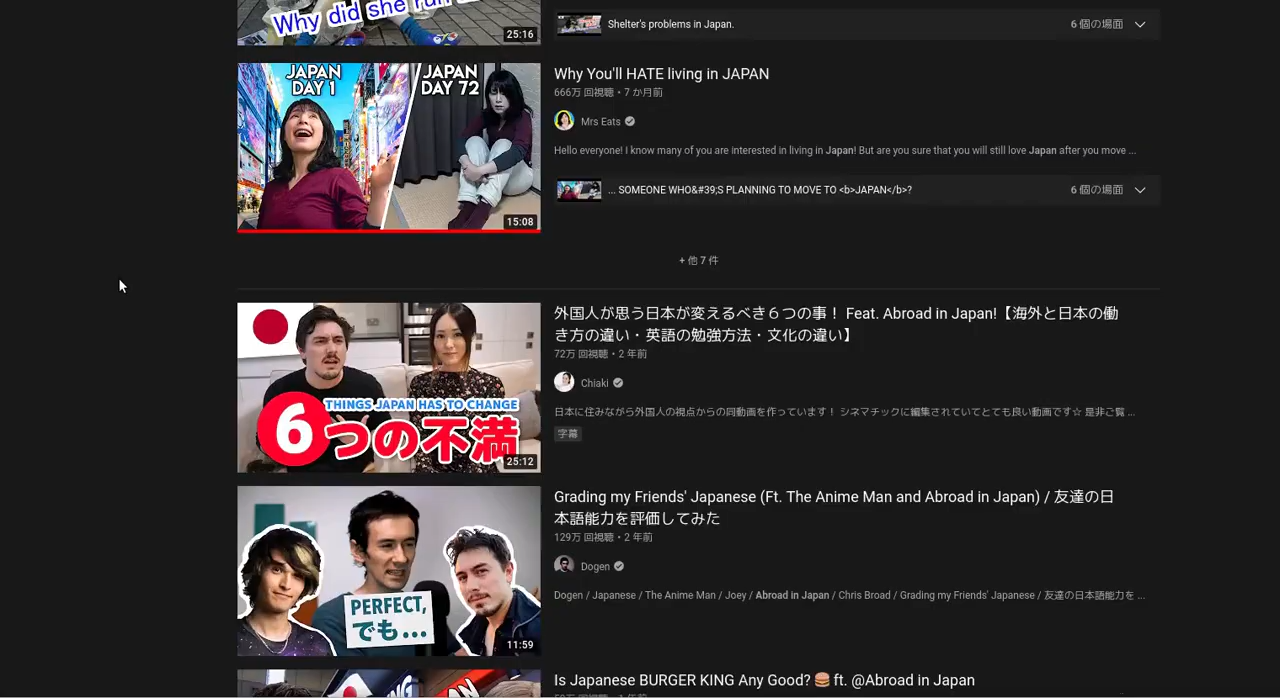 Why did she run
25:16
Shelter's problems in Japan.
6 個の場面
JAPAN DAY 1
JAPAN DAY 72
15:08
Why You'll HATE living in JAPAN
666万 回視聴・7 か月前
Mrs Eats
Hello everyone! I know many of you are interested in living in Japan! But are you sure that you will still love Japan after you move ...
... SOMEONE WHO&#39;S PLANNING TO MOVE TO <b>JAPAN</b>?
6 個の場面
+ 他 7 件
6 THINGS JAPAN HAS TO CHANGE
つの不満
25:12
外国人が思う日本が変えるべき６つの事！ Feat. Abroad in Japan!【海外と日本の働
き方の違い・英語の勉強方法・文化の違い】
72万 回視聴・2 年前
Chiaki
日本に住みながら外国人の視点からの同動画を作っています！ シネマチックに編集されていてとても良い動画です☆ 是非ご覧 ...
字幕
PERFECT,
でも...
11:59
Grading my Friends' Japanese (Ft. The Anime Man and Abroad in Japan) / 友達の日
本語能力を評価してみた
129万 回視聴・2 年前
Dogen
Dogen / Japanese / The Anime Man / Joey / Abroad in Japan / Chris Broad / Grading my Friends' Japanese / 友達の日本語能力を ...
Is Japanese BURGER KING Any Good? 🍔 ft. @Abroad in Japan